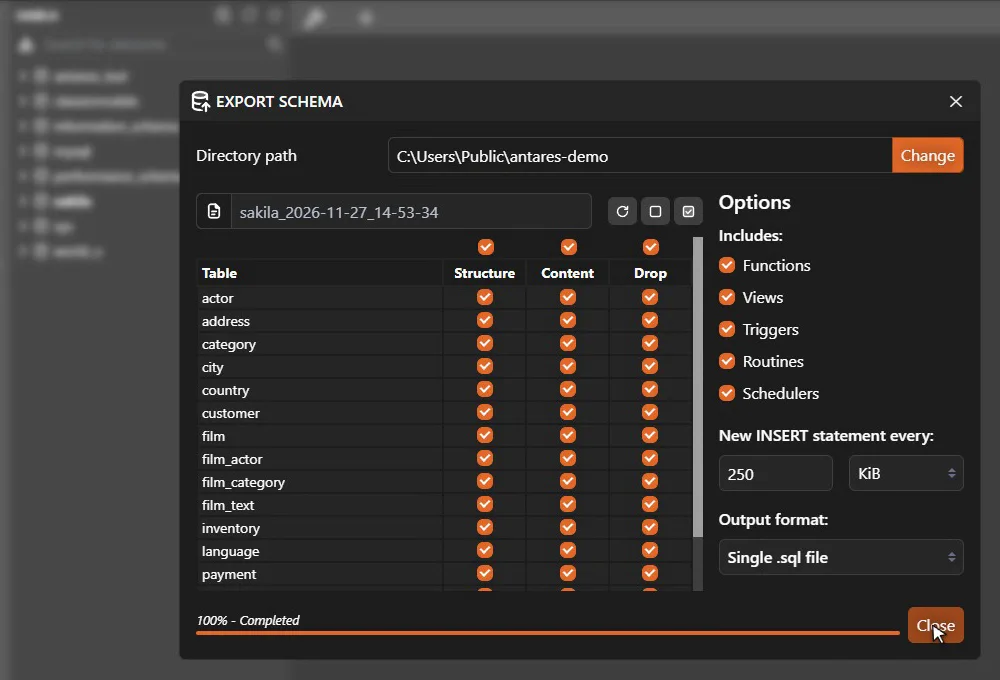 sakila
EXPORT SCHEMA
Directory path
C:\Users\Public\antares-demo
Change
sakila_2026-11-27_14-53-34
Table Structure Content Drop
actor
address
category
city
country
customer
film
film_actor
film_category
film_text
inventory
language
payment
Options
Includes:
Functions
Views
Triggers
Routines
Schedulers
New INSERT statement every:
250 KiB
Output format:
Single .sql file
100% - Completed
Close